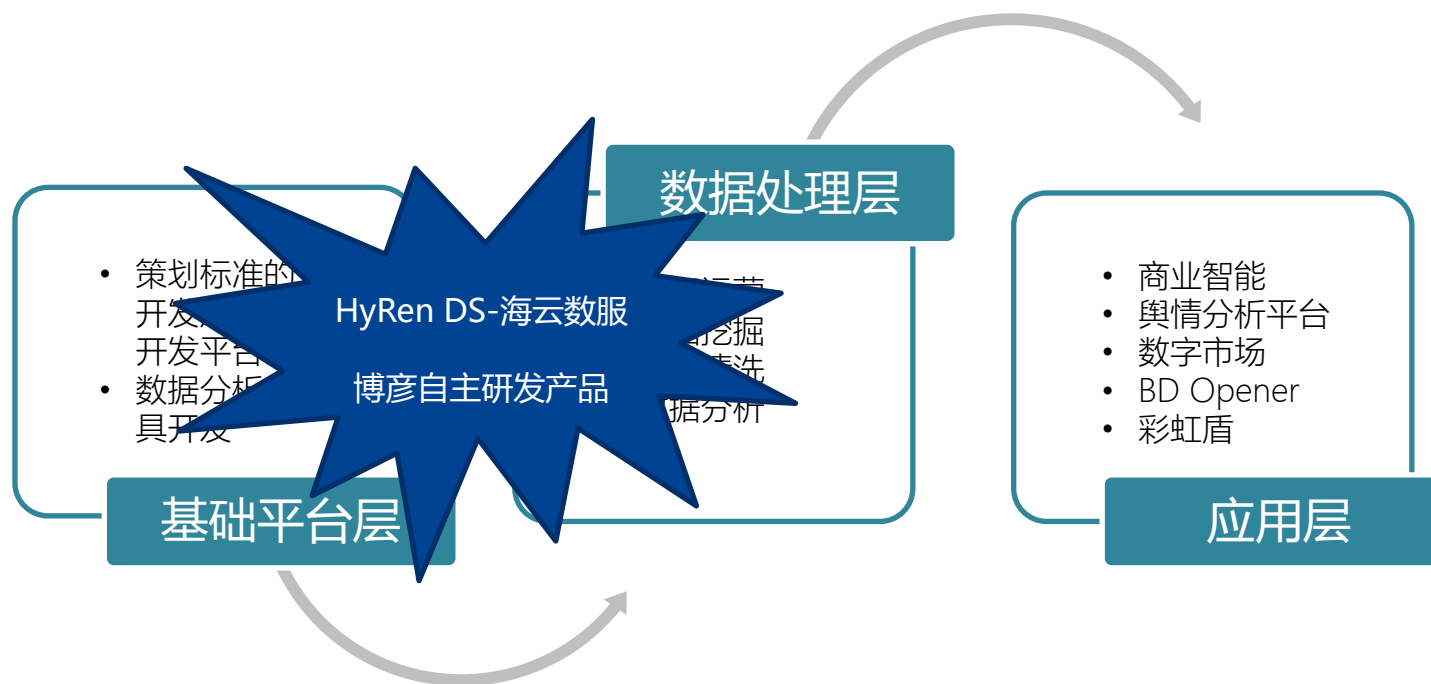 策划标准的
开发
开发平台
数据分析
具开发
基础平台层
HyRen DS-海云数服
博彦自主研发产品
数据处理层
运营
挖掘
清洗
据分析
商业智能
舆情分析平台
数字市场
BD Opener
彩虹盾
应用层